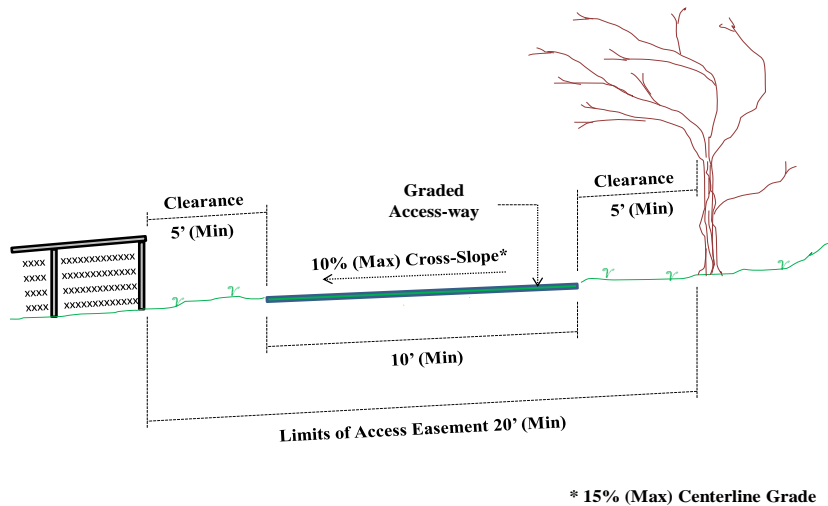 Clearance
5’ (Min)
Graded
Access-way
Clearance
5’ (Min)
10% (Max) Cross-Slope*
XXXX
XXXX
XXXX
XXXX
XXXXXXXXXXXXX
XXXXXXXXXXXXX
XXXXXXXXXXXXX
XXXXXXXXXXXXX
10’ (Min)
Limits of Access Easement 20’ (Min)
* 15% (Max) Centerline Grade